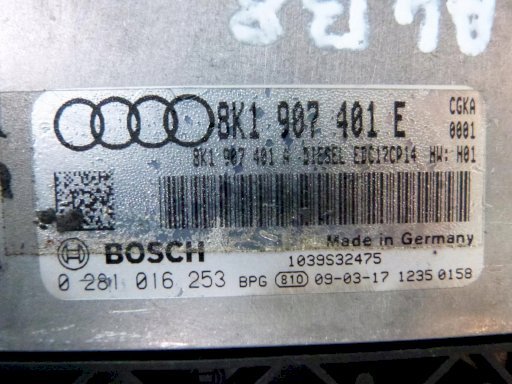 8K1 907 401 E CGKA
0001
8K1 907 401 A DIESEL EDC17CP14 HW: H01
Made in Germany
BOSCH 1039S32475
0 281 016 253 BPG 810 09-03-17 1235 0158